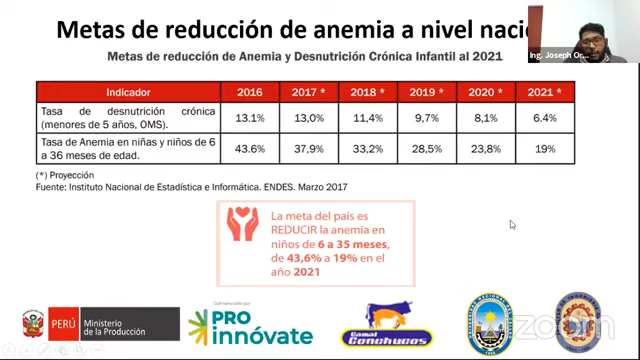 Metas de reducción de anemia a nivel
Ing. Joseph
Metas de reducción de Anemia y Desnutrición Crónica Infantil al 2021
Indicador 2016 2017 * 2018 * 2019 * 2020 * 2021 *
Tasa de desnutrición crónica (menores de 5 años, OMS). 13.1% 13,0% 11,4% 9,7% 8,1% 6.4%
Tasa de Anemia en niñas y niños de 6 a 36 meses de edad. 43.6% 37,9% 33,2% 28,5% 23,8% 19%
(*) Proyección
Fuente: Instituto Nacional de Estadística e Informática. ENDES. Marzo 2017
La meta del país es
REDUCIR la anemia en
niños de 6 a 35 meses,
de 43,6% a 19% en el
año 2021
PERÚ
Ministerio
de la Producción
Cofinanciado por
PRO
innóvate
Camal
Conchucos
zoom